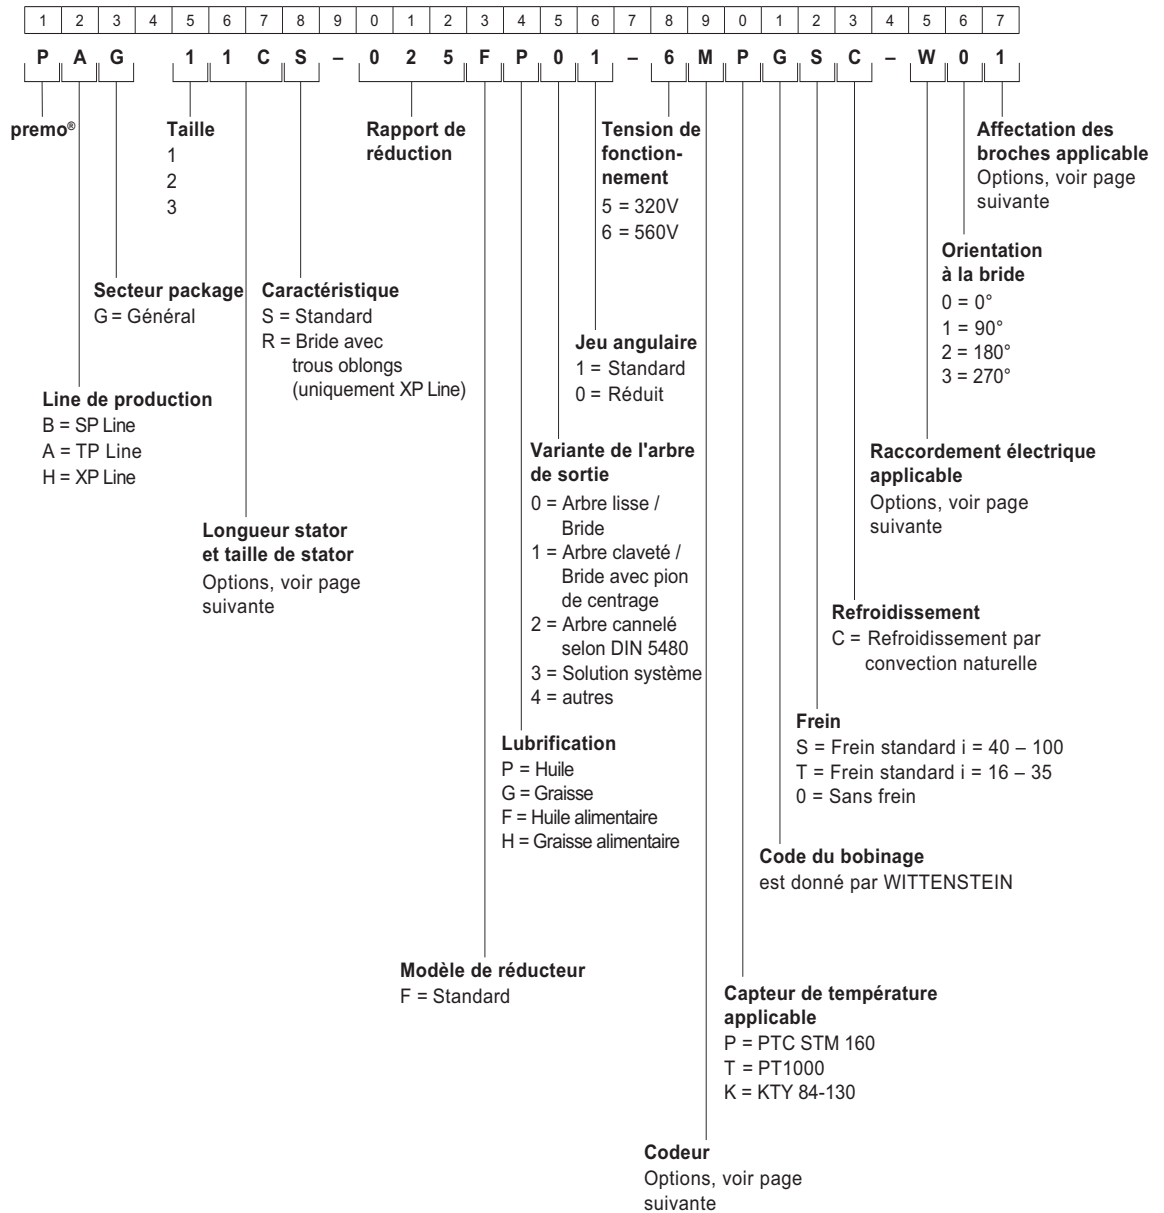 1 2 3 4 5 6 7 8 9 0 1 2 3 4 5 6 7 8 9 0 1 2 3 4 5 6 7
P A G 1 1 C S – 0 2 5 F P 0 1 – 6 M P G S C – W 0 1
premo®
Taille
1
2
3
Rapport de
réduction
Tension de
fonction-
nement
5 = 320V
6 = 560V
Affectation des
broches applicable
Options, voir page
suivante
Orientation
à la bride
0 = 0°
1 = 90°
2 = 180°
3 = 270°
Secteur package
G = Général
Caractéristique
S = Standard
R = Bride avec
trous oblongs
(uniquement XP Line)
Jeu angulaire
1 = Standard
0 = Réduit
Line de production
B = SP Line
A = TP Line
H = XP Line
Variante de l'arbre
de sortie
0 = Arbre lisse /
Bride
1 = Arbre claveté /
Bride avec pion
de centrage
2 = Arbre cannelé
selon DIN 5480
3 = Solution système
4 = autres
Raccordement électrique
applicable
Options, voir page
suivante
Longueur stator
et taille de stator
Options, voir page
suivante
Refroidissement
C = Refroidissement par
convection naturelle
Frein
S = Frein standard i = 40 – 100
T = Frein standard i = 16 – 35
0 = Sans frein
Lubrification
P = Huile
G = Graisse
F = Huile alimentaire
H = Graisse alimentaire
Code du bobinage
est donné par WITTENSTEIN
Modèle de réducteur
F = Standard
Capteur de température
applicable
P = PTC STM 160
T = PT1000
K = KTY 84-130
Codeur
Options, voir page
suivante